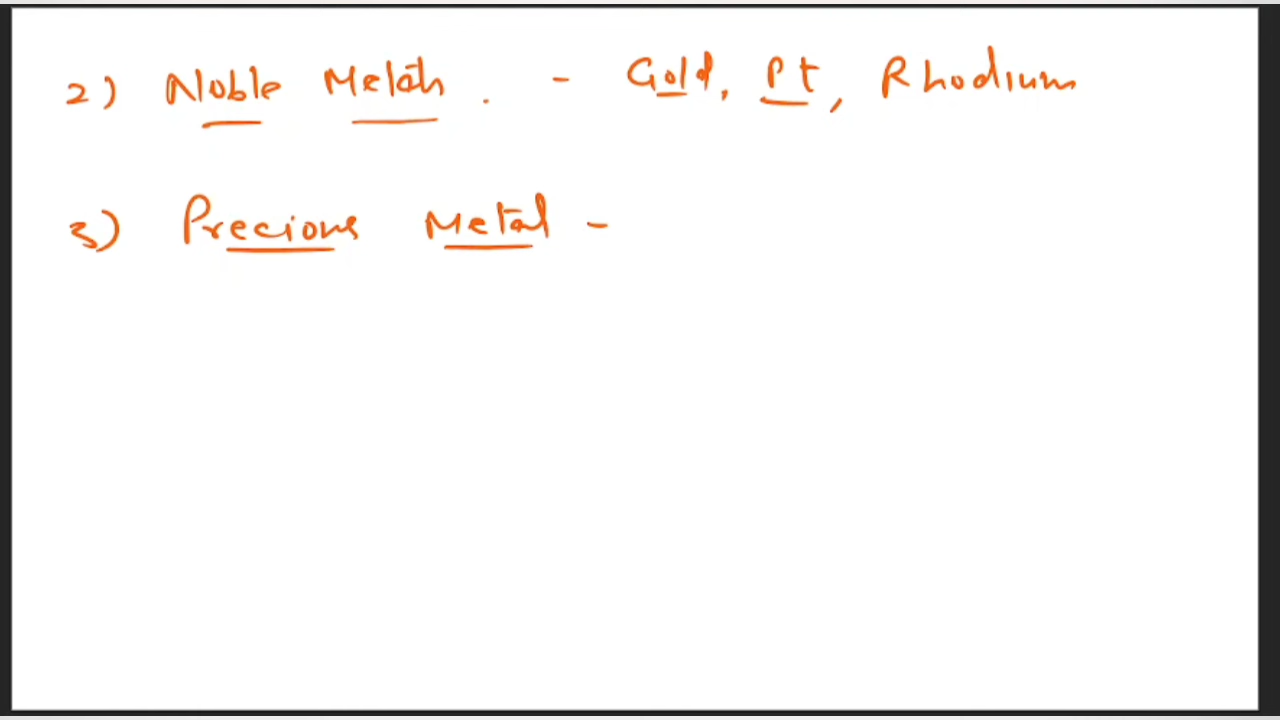 2) Noble Metals. - Gold, Pt, Rhodium
3) Precious Metal -